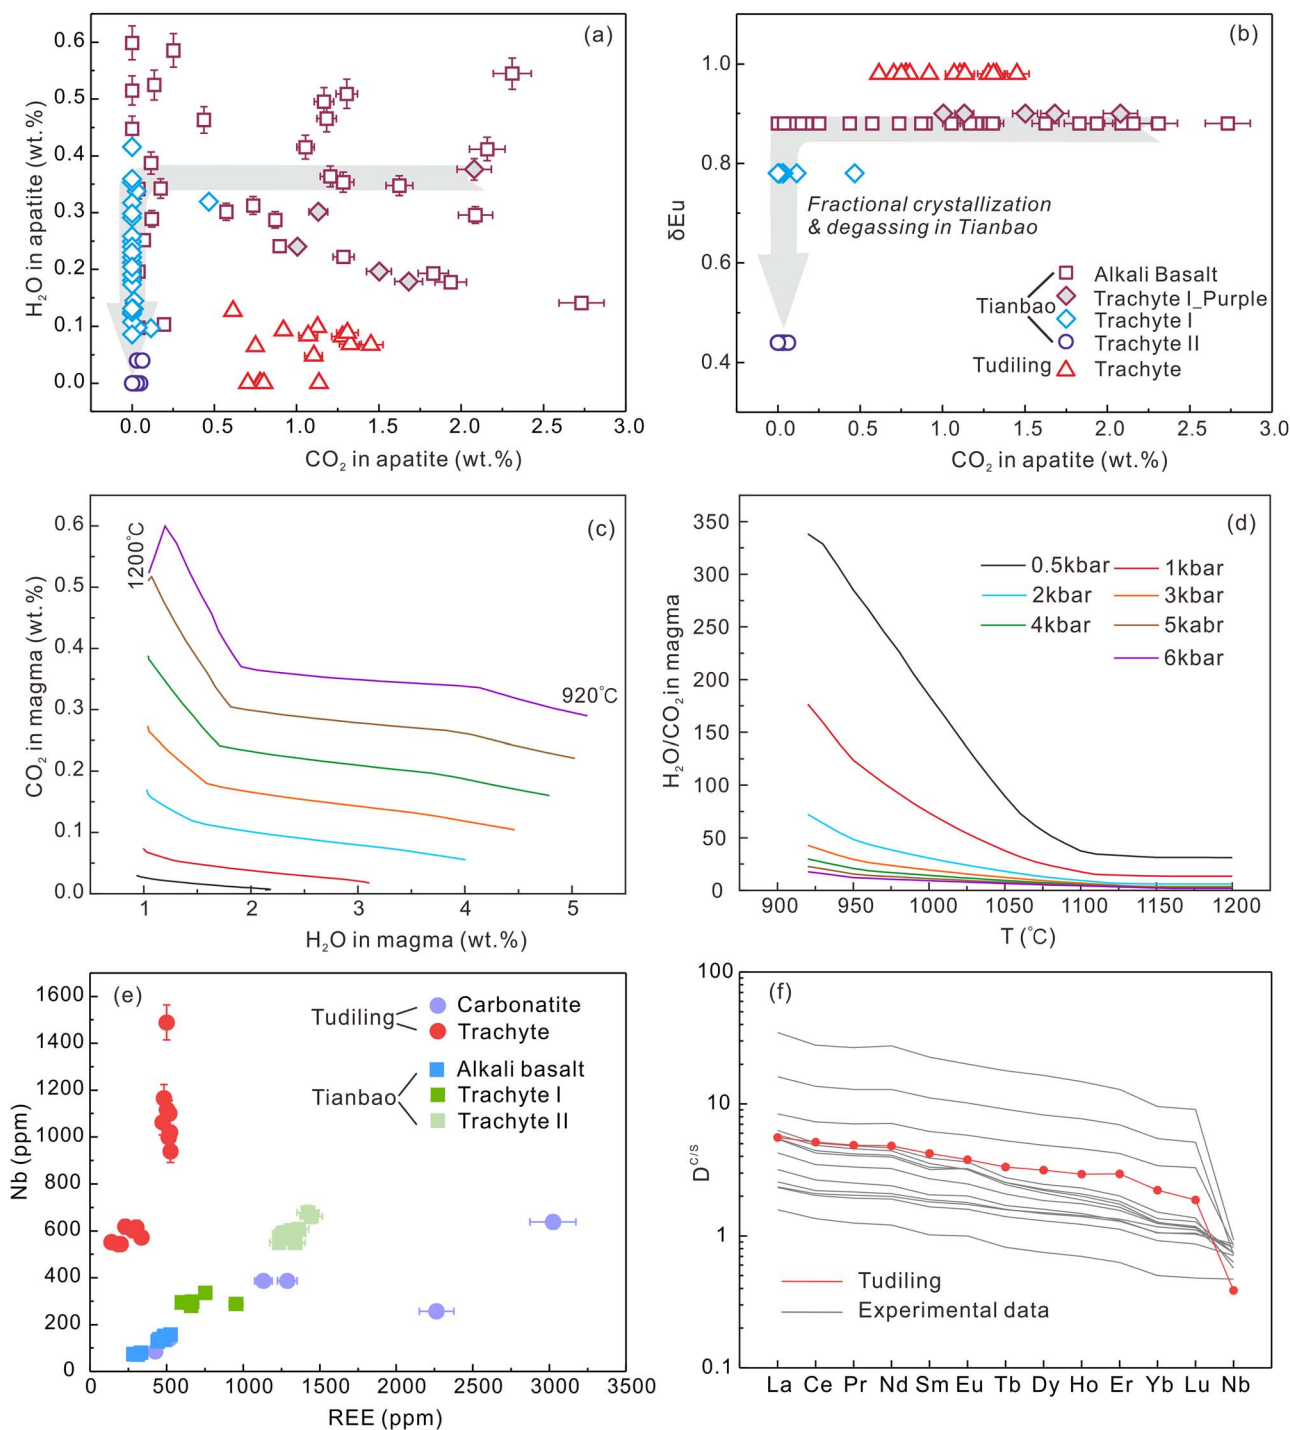 (a)
0.6
0.5
0.4
0.3
0.2
0.1
0.0
H₂O in apatite (wt.%)
0.0 0.5 1.0 1.5 2.0 2.5 3.0
CO₂ in apatite (wt.%)
(b)
1.0
0.8
0.6
0.4
δEu
Fractional crystallization
& degassing in Tianbao
Tianbao
Alkali Basalt
Trachyte I_Purple
Trachyte I
Trachyte II
Tudiling
Trachyte
0.0 0.5 1.0 1.5 2.0 2.5 3.0
CO₂ in apatite (wt.%)
(c)
0.6
0.5
0.4
0.3
0.2
0.1
0.0
CO₂ in magma (wt.%)
1200℃
920℃
1 2 3 4 5
H₂O in magma (wt.%)
(d)
350
300
250
200
150
100
50
0
H₂O/CO₂ in magma
0.5kbar
1kbar
2kbar
3kbar
4kbar
5kabr
6kbar
900 950 1000 1050 1100 1150 1200
T (℃)
(e)
1600
1400
1200
1000
800
600
400
200
0
Nb (ppm)
Tudiling
Carbonatite
Trachyte
Tianbao
Alkali basalt
Trachyte I
Trachyte II
0 500 1000 1500 2000 2500 3000 3500
REE (ppm)
(f)
100
10
1
0.1
D^c/s
Tudiling
Experimental data
La Ce Pr Nd Sm Eu Tb Dy Ho Er Yb Lu Nb